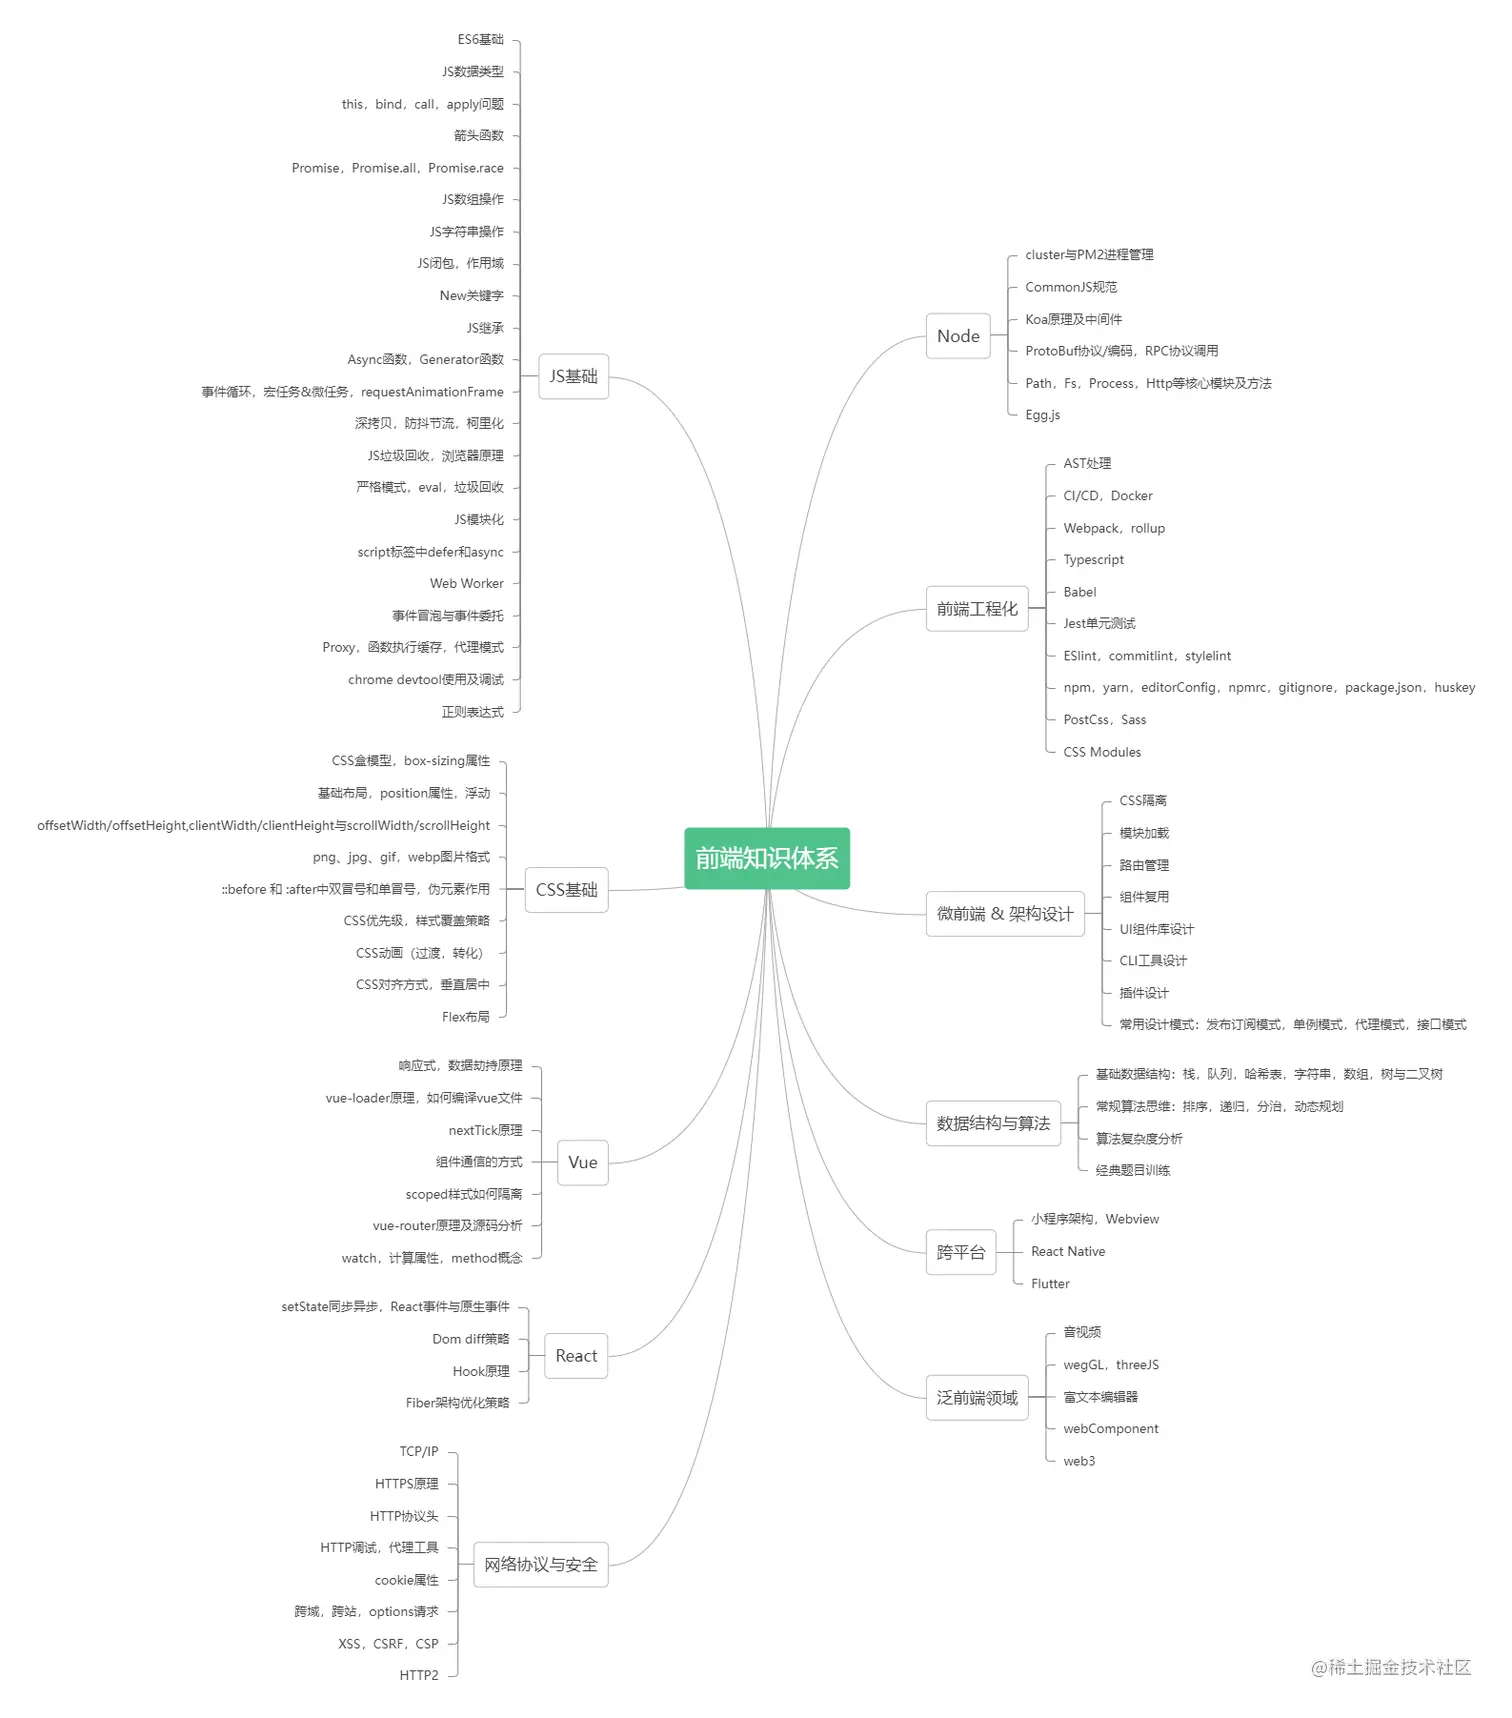 ES6基础
JS数据类型
this，bind，call，apply问题
箭头函数
Promise，Promise.all，Promise.race
JS数组操作
JS字符串操作
JS闭包，作用域
New关键字
JS继承
Async函数，Generator函数
事件循环，宏任务&微任务，requestAnimationFrame
深拷贝，防抖节流，柯里化
JS垃圾回收，浏览器原理
严格模式，eval，垃圾回收
JS模块化
script标签中defer和async
Web Worker
事件冒泡与事件委托
Proxy，函数执行缓存，代理模式
chrome devtool使用及调试
正则表达式
JS基础
CSS盒模型，box-sizing属性
基础布局，position属性，浮动
offsetWidth/offsetHeight,clientWidth/clientHeight与scrollWidth/scrollHeight
png、jpg、gif，webp图片格式
::before 和 :after中双冒号和单冒号，伪元素作用
CSS优先级，样式覆盖策略
CSS动画（过渡，转化）
CSS对齐方式，垂直居中
Flex布局
CSS基础
响应式，数据劫持原理
vue-loader原理，如何编译vue文件
nextTick原理
组件通信的方式
scoped样式如何隔离
vue-router原理及源码分析
watch，计算属性，method概念
Vue
setState同步异步，React事件与原生事件
Dom diff策略
Hook原理
Fiber架构优化策略
React
TCP/IP
HTTPS原理
HTTP协议头
HTTP调试，代理工具
cookie属性
跨域，跨站，options请求
XSS，CSRF，CSP
HTTP2
网络协议与安全
前端知识体系
Node
cluster与PM2进程管理
CommonJS规范
Koa原理及中间件
ProtoBuf协议/编码，RPC协议调用
Path，Fs，Process，Http等核心模块及方法
Egg.js
前端工程化
AST处理
CI/CD，Docker
Webpack，rollup
Typescript
Babel
Jest单元测试
ESlint，commitlint，stylelint
npm，yarn，editorConfig，npmrc，gitignore，package.json，huskey
PostCss，Sass
CSS Modules
微前端 & 架构设计
CSS隔离
模块加载
路由管理
组件复用
UI组件库设计
CLI工具设计
插件设计
常用设计模式：发布订阅模式，单例模式，代理模式，接口模式
数据结构与算法
基础数据结构：栈，队列，哈希表，字符串，数组，树与二叉树
常规算法思维：排序，递归，分治，动态规划
算法复杂度分析
经典题目训练
跨平台
小程序架构，Webview
React Native
Flutter
泛前端领域
音视频
wegGL，threeJS
富文本编辑器
webComponent
web3
@稀土掘金技术社区